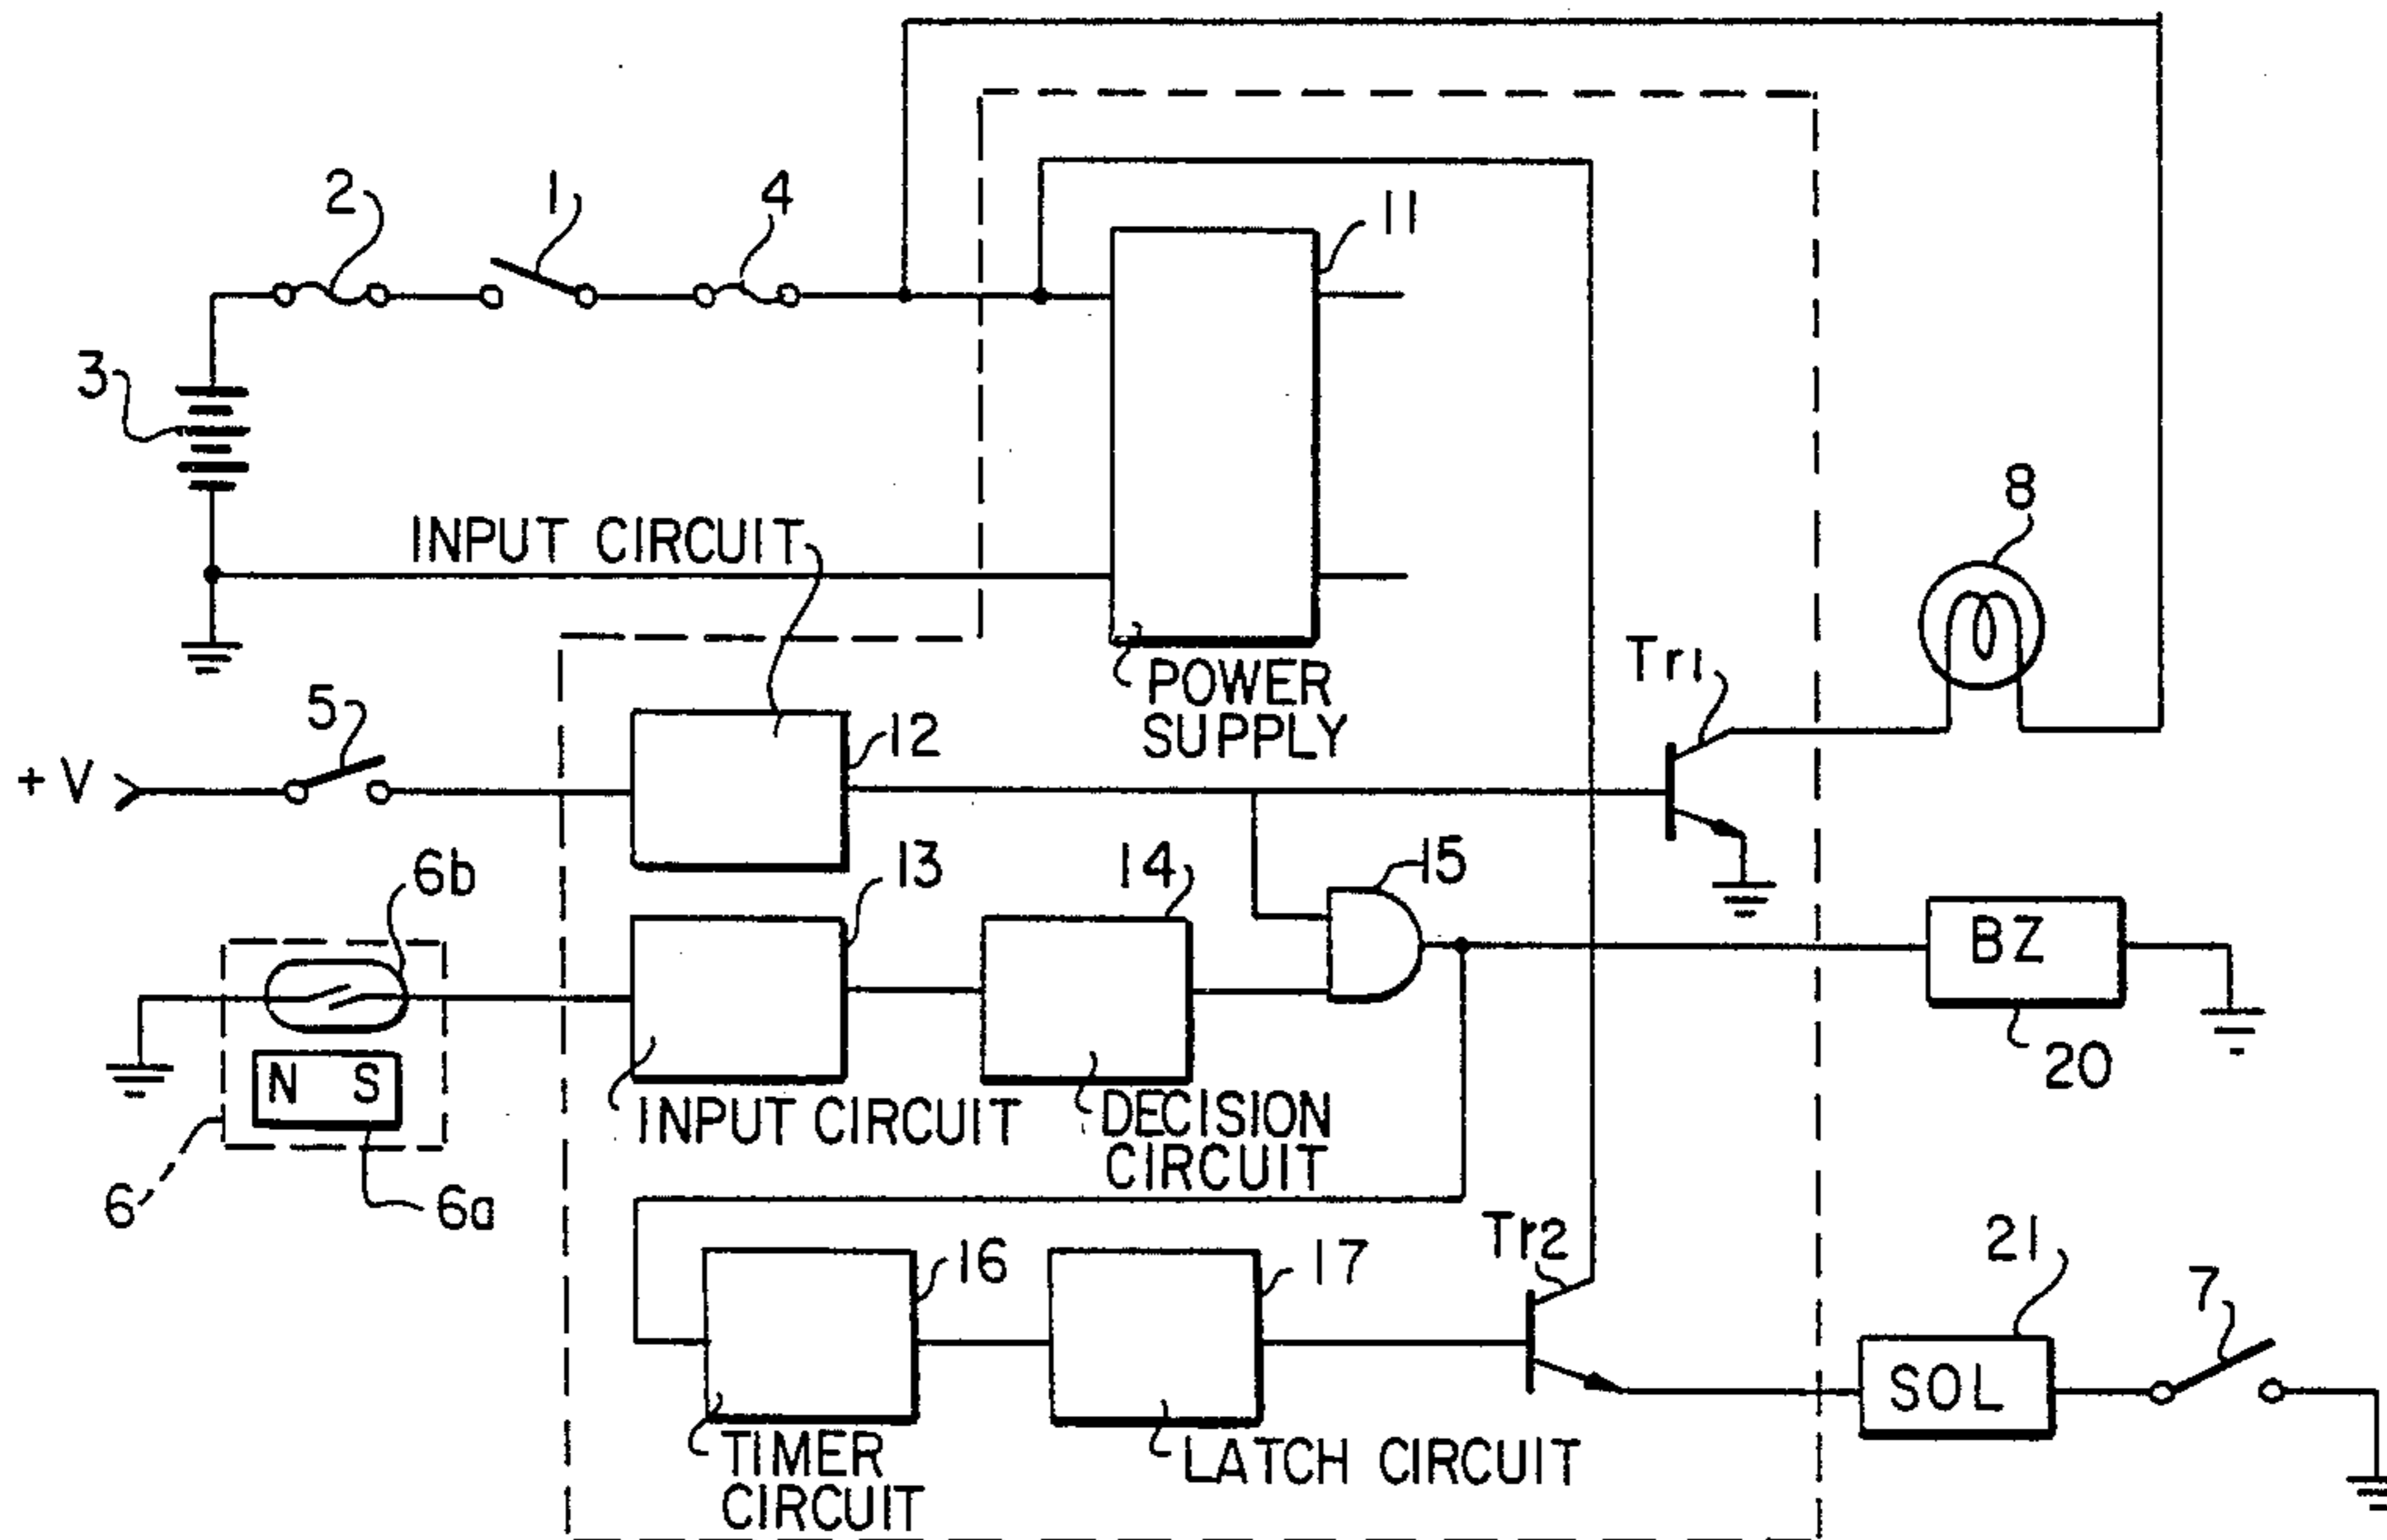 2
1
4
11
3
INPUT CIRCUIT
8
POWER
SUPPLY
Tr1
5
12
+ V
6b
13
14
15
BZ
N S
20
INPUT CIRCUIT
DECISION
CIRCUIT
6
6a
Tr2
16
17
21
7
SOL
TIMER
CIRCUIT
LATCH CIRCUIT